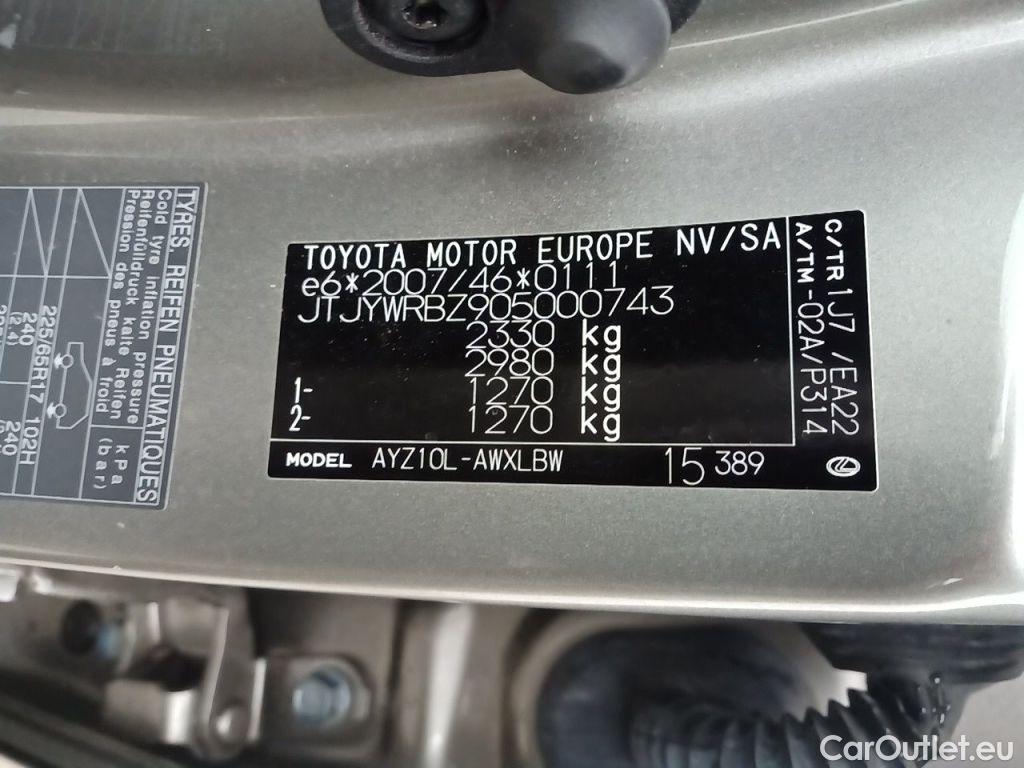 TOYOTA MOTOR EUROPE NV/SA
e6*2007/46*0111
JTJYWRBZ905000743
2330 kg
2980 kg
1- 1270 kg
2- 1270 kg
MODEL AYZ10L-AWXLBW 15 389
C/TR 1J7 /EA22
A/TM -02A/P314
TYRES, REIFEN PNEUMATIQUES
Cold tyre inflation pressure
Reifenfülldruck kalte Reifen
Pression des pneus à froid
kPa
(bar)
225/65R17 102H
240
(2.4)
240
CarOutlet.eu